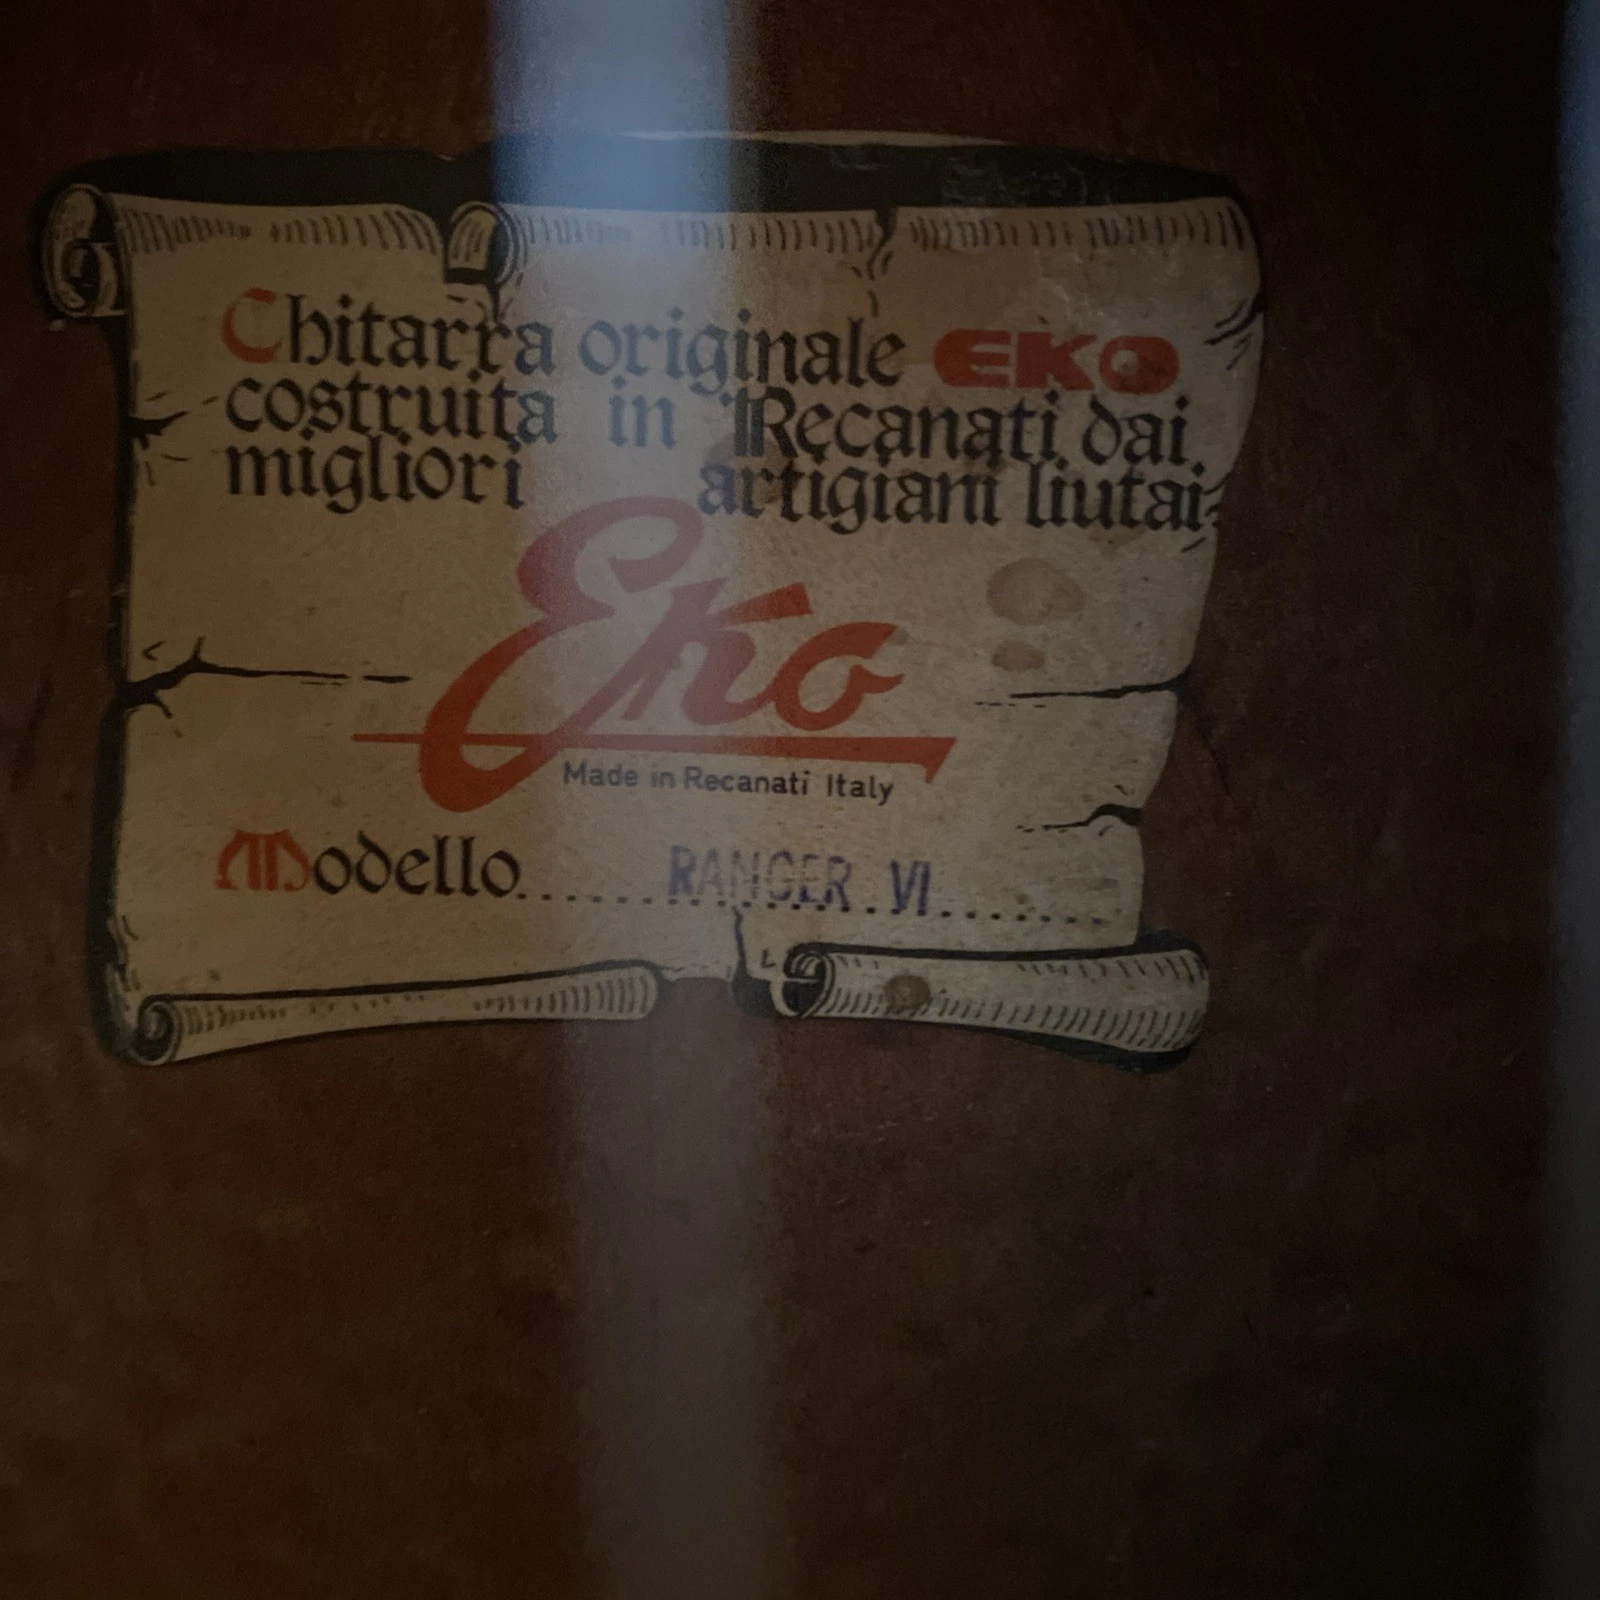 Chitarra originale EKO
costruita in Recanati dai
migliori artigiani liutai
Eko
Made in Recanati Italy
Modello......RANGER VI.......